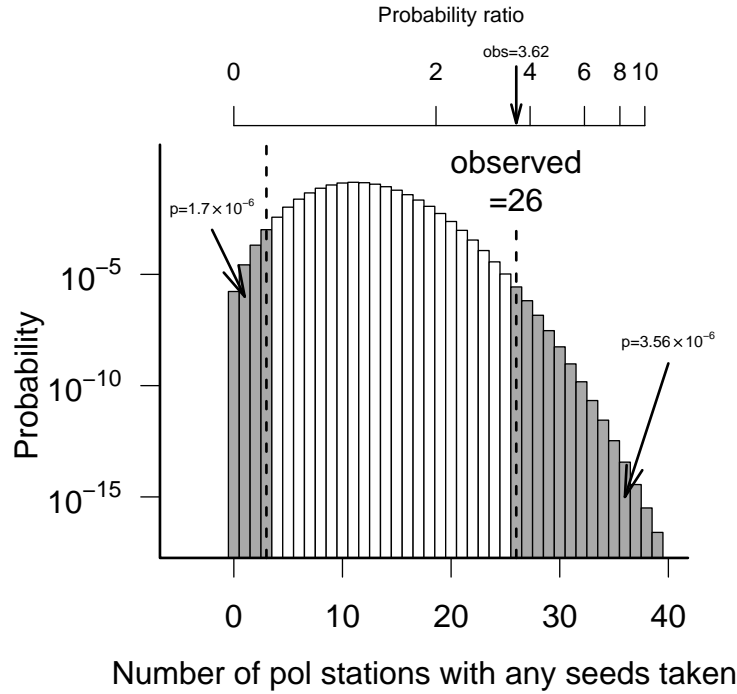 Probability ratio
obs=3.62
0 2 4 6 8 10
observed
=26
p=1.7×10⁻⁶
10⁻⁵
p=3.56×10⁻⁶
10⁻¹⁰
10⁻¹⁵
Probability
0 10 20 30 40
Number of pol stations with any seeds taken